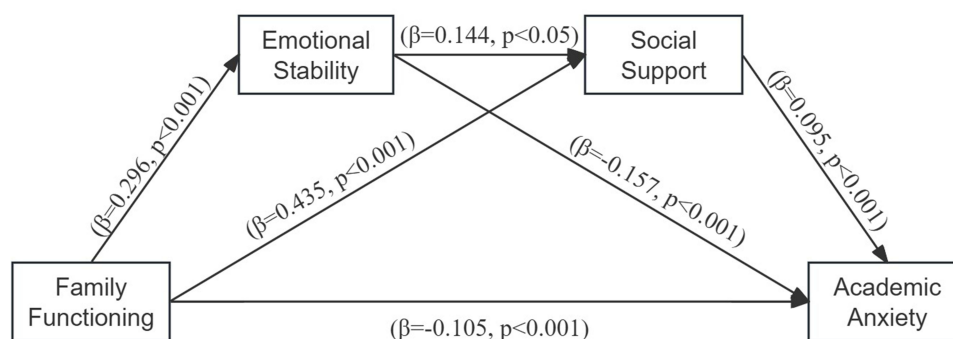 Emotional
Stability
(β=0.144, p<0.05)
Social
Support
(β=0.296, p<0.001)
(β=0.435, p<0.001)
(β=-0.157, p<0.001)
(β=0.095, p<0.001)
Family
Functioning
Academic
Anxiety
(β=-0.105, p<0.001)